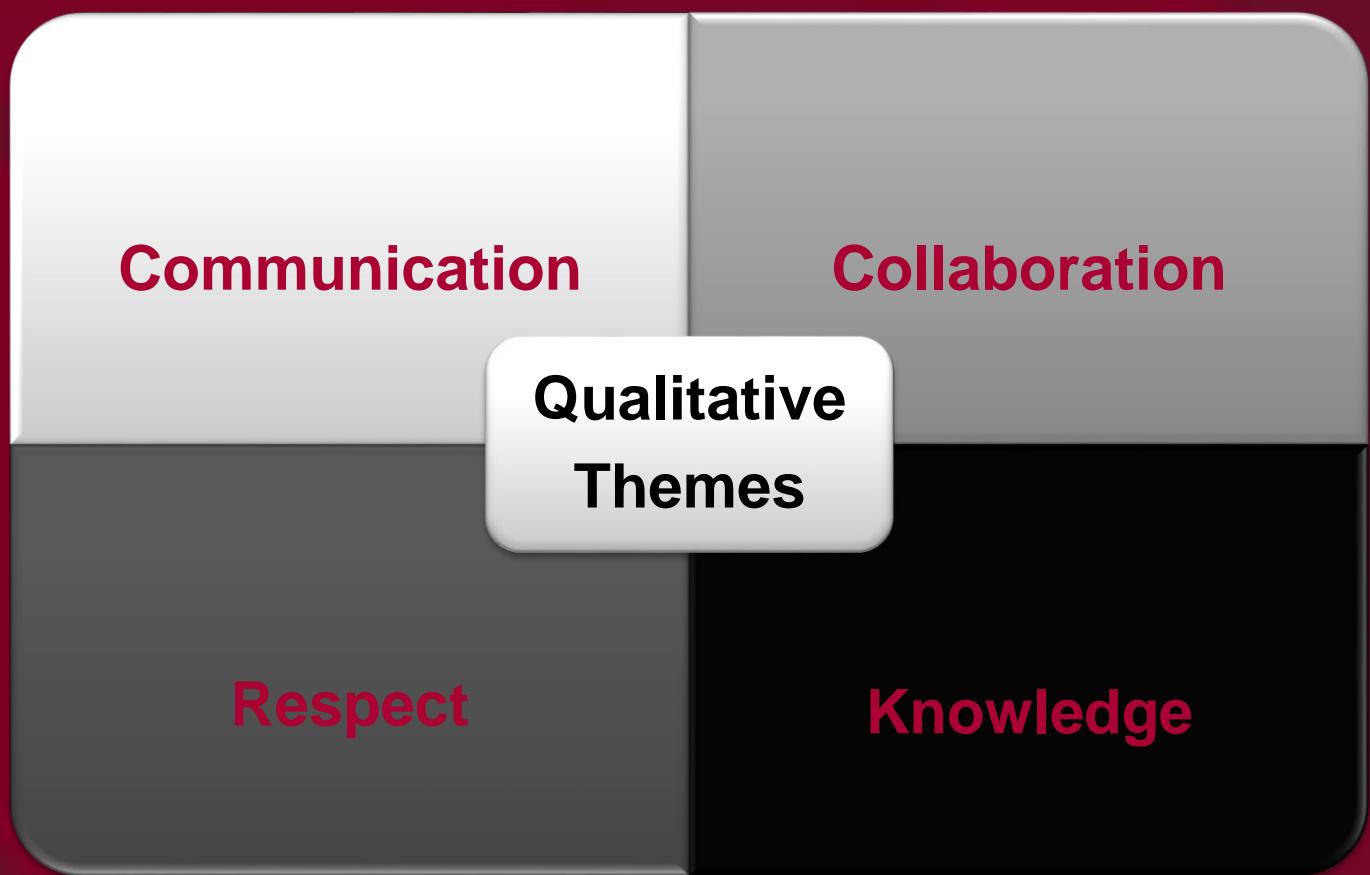 Communication
Collaboration
Qualitative
Themes
Respect
Knowledge